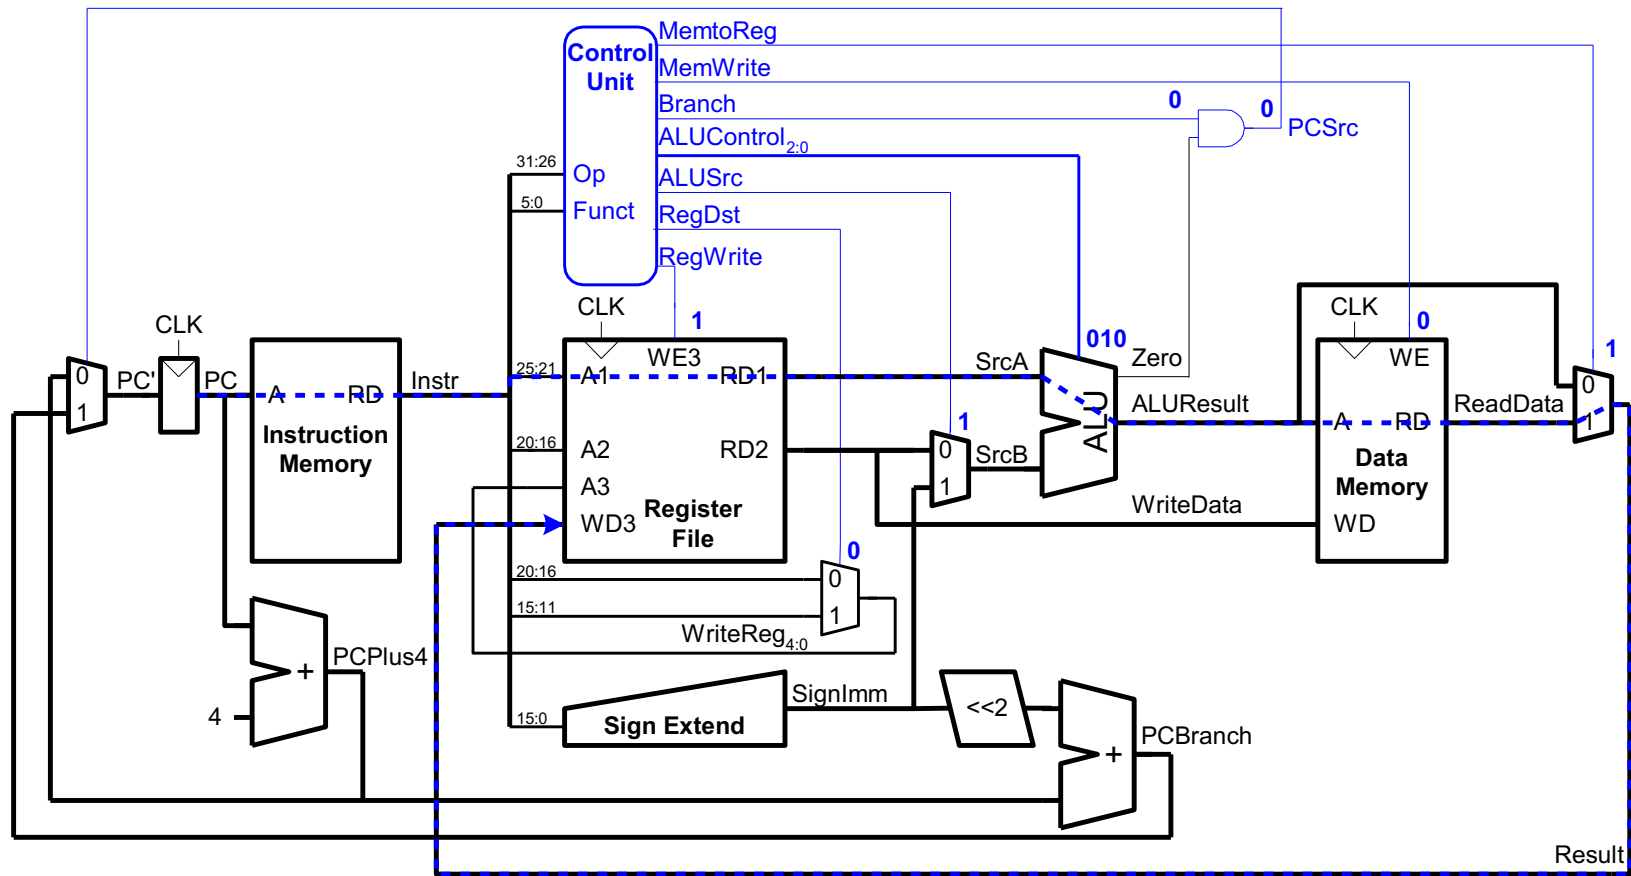 MemtoReg
Control
Unit
MemWrite
Branch
0
0
PCSrc
ALUControl2:0
31:26
Op
ALUSrc
5:0
Funct
RegDst
RegWrite
CLK
CLK
CLK
1
010
0
1
WE3
SrcA
Zero
WE
0
1
PC'
PC
A
RD
Instr
25:21
A1
RD1
ALU
ALUResult
A
RD
ReadData
0
1
Instruction
Memory
20:16
A2
RD2
1
0
1
SrcB
Data
Memory
A3
WD3
Register
File
WriteData
WD
0
20:16
0
15:11
1
WriteReg4:0
PCPlus4
+
4
SignImm
<<2
15:0
Sign Extend
PCBranch
+
Result